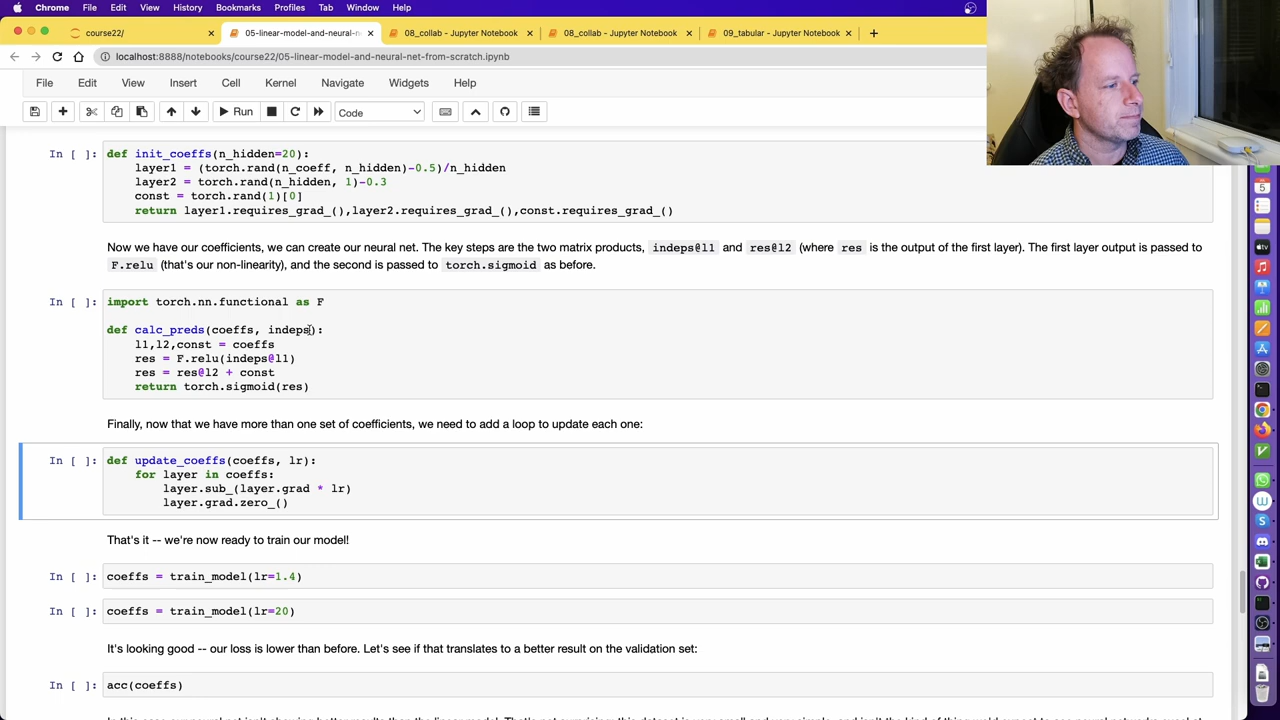 Chrome File Edit View History Bookmarks Profiles Tab Window Help
course22/ 05-linear-model-and-neural-n 08_collab - Jupyter Notebook 08_collab - Jupyter Notebook 09_tabular - Jupyter Notebook
localhost:8888/notebooks/course22/05-linear-model-and-neural-net-from-scratch.ipynb
File Edit View Insert Cell Kernel Navigate Widgets Help
Run Code
In [ ]: def init_coeffs(n_hidden=20):
layer1 = (torch.rand(n_coeff, n_hidden)-0.5)/n_hidden
layer2 = torch.rand(n_hidden, 1)-0.3
const = torch.rand(1)[0]
return layer1.requires_grad_(),layer2.requires_grad_(),const.requires_grad_()
Now we have our coefficients, we can create our neural net. The key steps are the two matrix products, indeps@l1 and res@l2 (where res is the output of the first layer). The first layer output is passed to
F.relu (that's our non-linearity), and the second is passed to torch.sigmoid as before.
In [ ]: import torch.nn.functional as F
def calc_preds(coeffs, indeps):
l1,l2,const = coeffs
res = F.relu(indeps@l1)
res = res@l2 + const
return torch.sigmoid(res)
Finally, now that we have more than one set of coefficients, we need to add a loop to update each one:
In [ ]: def update_coeffs(coeffs, lr):
for layer in coeffs:
layer.sub_(layer.grad * lr)
layer.grad.zero_()
That's it -- we're now ready to train our model!
In [ ]: coeffs = train_model(lr=1.4)
In [ ]: coeffs = train_model(lr=20)
It's looking good -- our loss is lower than before. Let's see if that translates to a better result on the validation set:
In [ ]: acc(coeffs)